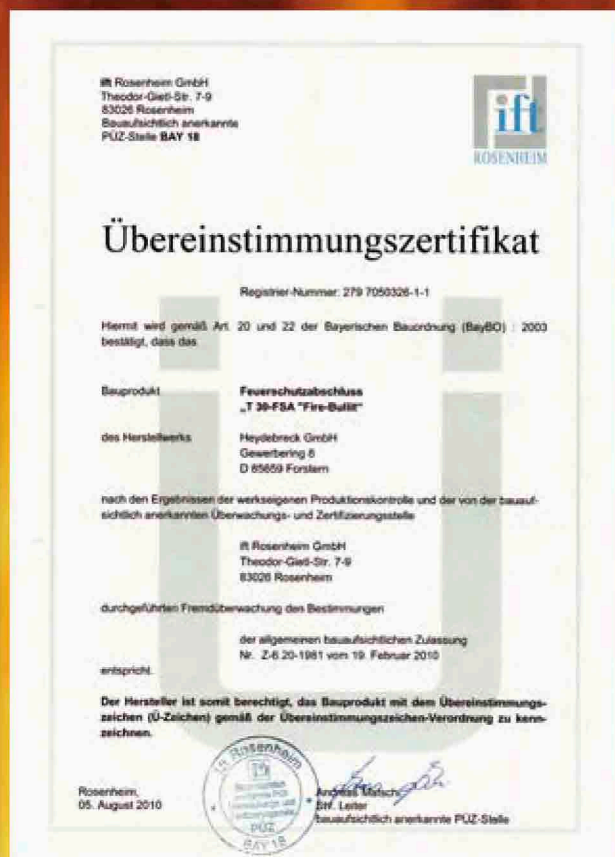 ift Rosenheim GmbH
Theodor-Gietl-Str. 7-9
83026 Rosenheim
Bauaufsichtlich anerkannte
PÜZ-Stelle BAY 18
ift
ROSENHEIM
Übereinstimmungszertifikat
Registrier-Nummer: 279 7050326-1-1
Hiermit wird gemäß Art. 20 und 22 der Bayerischen Bauordnung (BayBO) : 2003
bestätigt, dass das
Bauprodukt Feuerschutzabschluss
„T 30-FSA "Fire-Bullit"
des Herstellwerks Heydebreck GmbH
Gewerbering 8
D 85659 Forstern
nach den Ergebnissen der werkseigenen Produktionskontrolle und der von der bauauf-
sichtlich anerkannten Überwachungs- und Zertifizierungsstelle
ift Rosenheim GmbH
Theodor-Gietl-Str. 7-9
83026 Rosenheim
durchgeführten Fremdüberwachung den Bestimmungen
der allgemeinen bauaufsichtlichen Zulassung
Nr. Z-6.20-1981 vom 19. Februar 2010
entspricht.
Der Hersteller ist somit berechtigt, das Bauprodukt mit dem Übereinstimmungs-
zeichen (Ü-Zeichen) gemäß der Übereinstimmungszeichen-Verordnung zu kenn-
zeichnen.
ift Rosenheim
PÜZ
BAY 18
Rosenheim, Andreas
05. August 2010 Leiter
bauaufsichtlich anerkannte PÜZ-Stelle